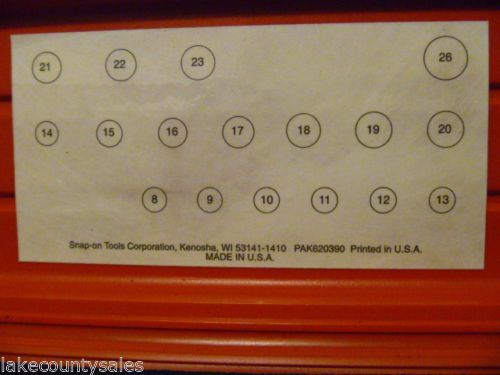 21 22 23 26
14 15 16 17 18 19 20
8 9 10 11 12 13
Snap-on Tools Corporation, Kenosha, WI 53141-1410 PAK620390 Printed in U.S.A.
MADE IN U.S.A.
lakecountysales